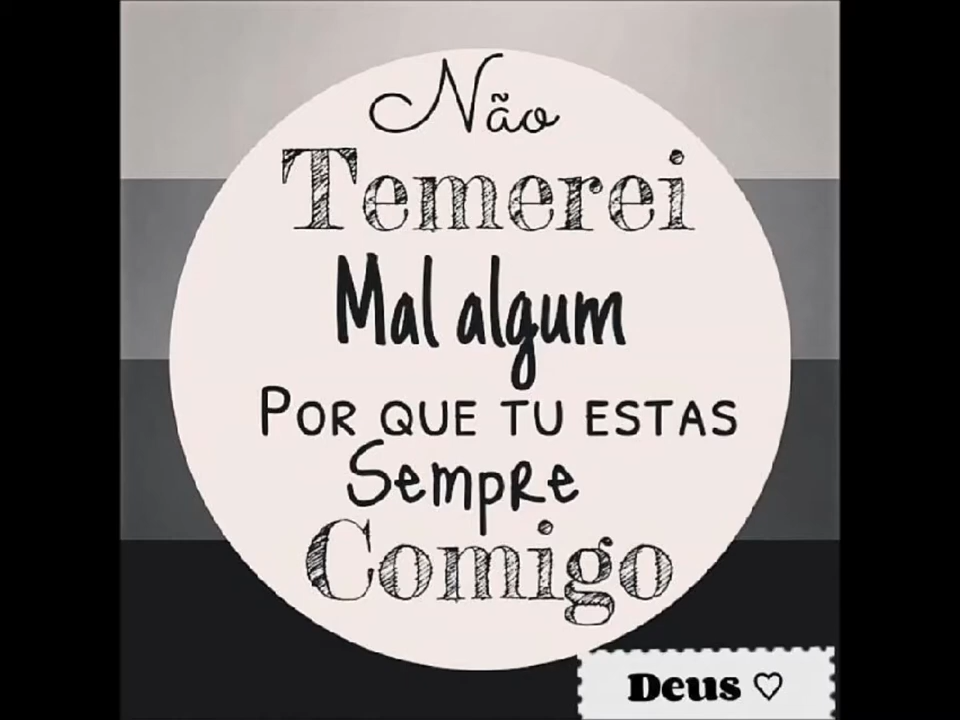 Não
Temerei
Mal algum
POR QUE TU ESTAS
Sempre
Comigo
Deus ♡